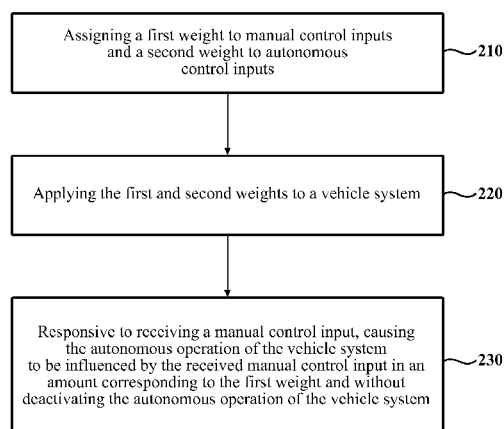 Assigning a first weight to manual control inputs
and a second weight to autonomous
control inputs
210
Applying the first and second weights to a vehicle system
220
Responsive to receiving a manual control input, causing
the autonomous operation of the vehicle system
to be influenced by the received manual control input in an
amount corresponding to the first weight and without
deactivating the autonomous operation of the vehicle system
230